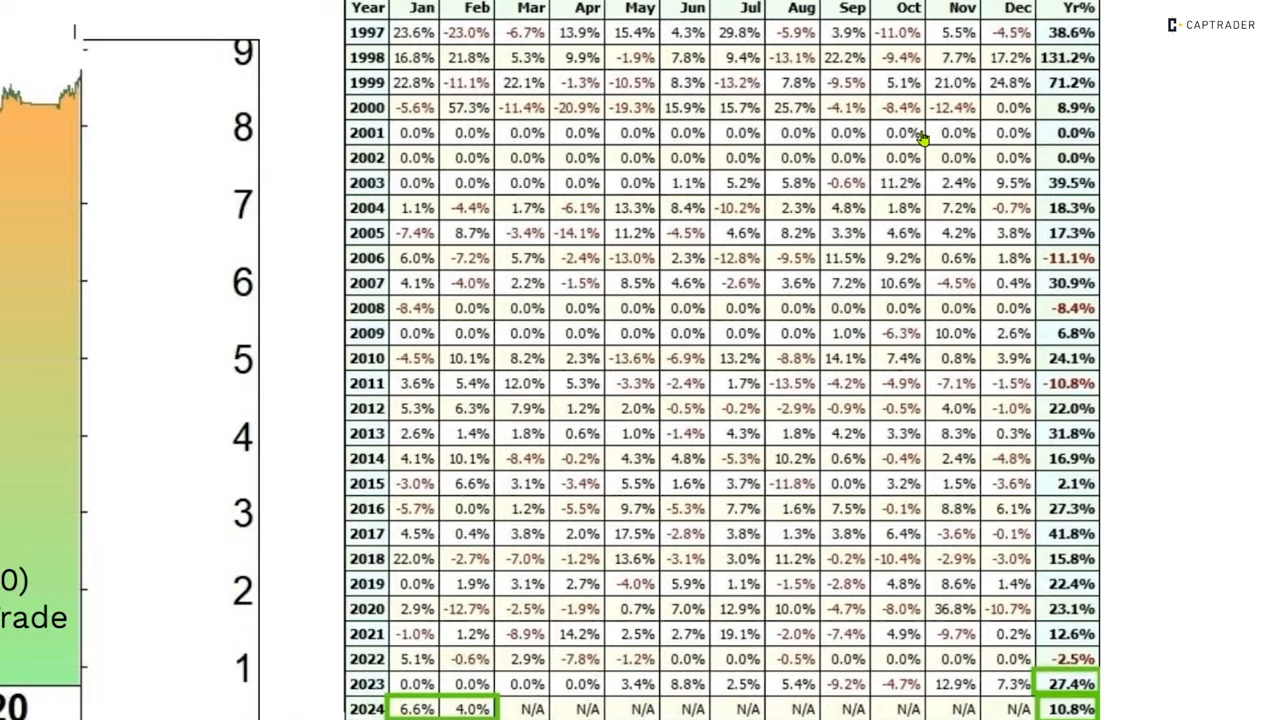 Year Jan Feb Mar Apr May Jun Jul Aug Sep Oct Nov Dec Yr%
CAPTRADER
1997 23.6% -23.0% -6.7% 13.9% 15.4% 4.3% 29.8% -5.9% 3.9% -11.0% 5.5% -4.5% 38.6%
1998 16.8% 21.8% 5.3% 9.9% -1.9% 7.8% 9.4% -13.1% 22.2% -9.4% 7.7% 17.2% 131.2%
1999 22.8% -11.1% 22.1% -1.3% -10.5% 8.3% -13.2% 7.8% -9.5% 5.1% 21.0% 24.8% 71.2%
2000 -5.6% 57.3% -11.4% -20.9% -19.3% 15.9% 15.7% 25.7% -4.1% -8.4% -12.4% 0.0% 8.9%
2001 0.0% 0.0% 0.0% 0.0% 0.0% 0.0% 0.0% 0.0% 0.0% 0.0% 0.0% 0.0% 0.0%
2002 0.0% 0.0% 0.0% 0.0% 0.0% 0.0% 0.0% 0.0% 0.0% 0.0% 0.0% 0.0% 0.0%
2003 0.0% 0.0% 0.0% 0.0% 0.0% 1.1% 5.2% 5.8% -0.6% 11.2% 2.4% 9.5% 39.5%
2004 1.1% -4.4% 1.7% -6.1% 13.3% 8.4% -10.2% 2.3% 4.8% 1.8% 7.2% -0.7% 18.3%
2005 -7.4% 8.7% -3.4% -14.1% 11.2% -4.5% 4.6% 8.2% 3.3% 4.6% 4.2% 3.8% 17.3%
2006 6.0% -7.2% 5.7% -2.4% -13.0% 2.3% -12.8% -9.5% 11.5% 9.2% 0.6% 1.8% -11.1%
2007 4.1% -4.0% 2.2% -1.5% 8.5% 4.6% -2.6% 3.6% 7.2% 10.6% -4.5% 0.4% 30.9%
2008 -8.4% 0.0% 0.0% 0.0% 0.0% 0.0% 0.0% 0.0% 0.0% 0.0% 0.0% 0.0% -8.4%
2009 0.0% 0.0% 0.0% 0.0% 0.0% 0.0% 0.0% 0.0% 1.0% -6.3% 10.0% 2.6% 6.8%
2010 -4.5% 10.1% 8.2% 2.3% -13.6% -6.9% 13.2% -8.8% 14.1% 7.4% 0.8% 3.9% 24.1%
2011 3.6% 5.4% 12.0% 5.3% -3.3% -2.4% 1.7% -13.5% -4.2% -4.9% -7.1% -1.5% -10.8%
2012 5.3% 6.3% 7.9% 1.2% 2.0% -0.5% -0.2% -2.9% -0.9% -0.5% 4.0% -1.0% 22.0%
2013 2.6% 1.4% 1.8% 0.6% 1.0% -1.4% 4.3% 1.8% 4.2% 3.3% 8.3% 0.3% 31.8%
2014 4.1% 10.1% -8.4% -0.2% 4.3% 4.8% -5.3% 10.2% 0.6% -0.4% 2.4% -4.8% 16.9%
2015 -3.0% 6.6% 3.1% -3.4% 5.5% 1.6% 3.7% -11.8% 0.0% 3.2% 1.5% -3.6% 2.1%
2016 -5.7% 0.0% 1.2% -5.5% 9.7% -5.3% 7.7% 1.6% 7.5% -0.1% 8.8% 6.1% 27.3%
2017 4.5% 0.4% 3.8% 2.0% 17.5% -2.8% 3.8% 1.3% 3.8% 6.4% -3.6% -0.1% 41.8%
2018 22.0% -2.7% -7.0% -1.2% 13.6% -3.1% 3.0% 11.2% -0.2% -10.4% -2.9% -3.0% 15.8%
2019 0.0% 1.9% 3.1% 2.7% -4.0% 5.9% 1.1% -1.5% -2.8% 4.8% 8.6% 1.4% 22.4%
2020 2.9% -12.7% -2.5% -1.9% 0.7% 7.0% 12.9% 10.0% -4.7% -8.0% 36.8% -10.7% 23.1%
2021 -1.0% 1.2% -8.9% 14.2% 2.5% 2.7% 19.1% -2.0% -7.4% 4.9% -9.7% 0.2% 12.6%
2022 5.1% -0.6% 2.9% -7.8% -1.2% 0.0% 0.0% -0.5% 0.0% 0.0% 0.0% 0.0% -2.5%
2023 0.0% 0.0% 0.0% 0.0% 3.4% 8.8% 2.5% 5.4% -9.2% -4.7% 12.9% 7.3% 27.4%
2024 6.6% 4.0% N/A N/A N/A N/A N/A N/A N/A N/A N/A N/A 10.8%
9
8
7
6
5
4
3
2
1
0)
rade
20